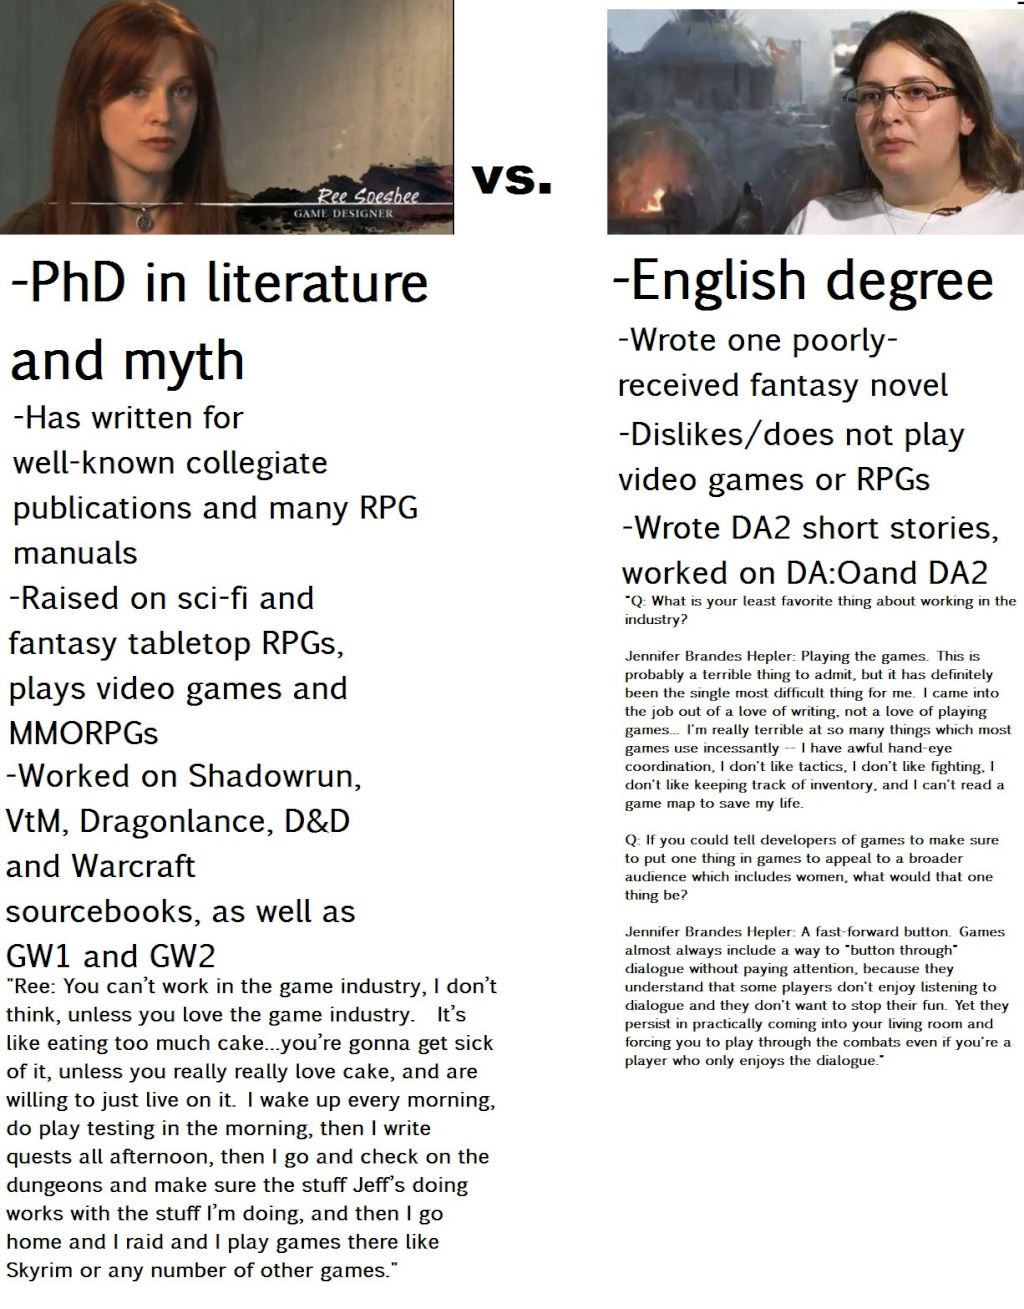 Ree Soesbee
GAME DESIGNER
vs.
-PhD in literature
and myth
-Has written for
well-known collegiate
publications and many RPG
manuals
-Raised on sci-fi and
fantasy tabletop RPGs,
plays video games and
MMORPGs
-Worked on Shadowrun,
VtM, Dragonlance, D&D
and Warcraft
sourcebooks, as well as
GW1 and GW2
"Ree: You can't work in the game industry, I don't
think, unless you love the game industry. It's
like eating too much cake...you're gonna get sick
of it, unless you really really love cake, and are
willing to just live on it. I wake up every morning,
do play testing in the morning, then I write
quests all afternoon, then I go and check on the
dungeons and make sure the stuff Jeff's doing
works with the stuff I'm doing, and then I go
home and I raid and I play games there like
Skyrim or any number of other games."
-English degree
-Wrote one poorly-
received fantasy novel
-Dislikes/does not play
video games or RPGs
-Wrote DA2 short stories,
worked on DA:Oand DA2
"Q: What is your least favorite thing about working in the
industry?
Jennifer Brandes Hepler: Playing the games. This is
probably a terrible thing to admit, but it has definitely
been the single most difficult thing for me. I came into
the job out of a love of writing, not a love of playing
games... I'm really terrible at so many things which most
games use incessantly -- I have awful hand-eye
coordination, I don't like tactics, I don't like fighting, I
don't like keeping track of inventory, and I can't read a
game map to save my life.
Q: If you could tell developers of games to make sure
to put one thing in games to appeal to a broader
audience which includes women, what would that one
thing be?
Jennifer Brandes Hepler: A fast-forward button. Games
almost always include a way to "button through"
dialogue without paying attention, because they
understand that some players don't enjoy listening to
dialogue and they don't want to stop their fun. Yet they
persist in practically coming into your living room and
forcing you to play through the combats even if you're a
player who only enjoys the dialogue."